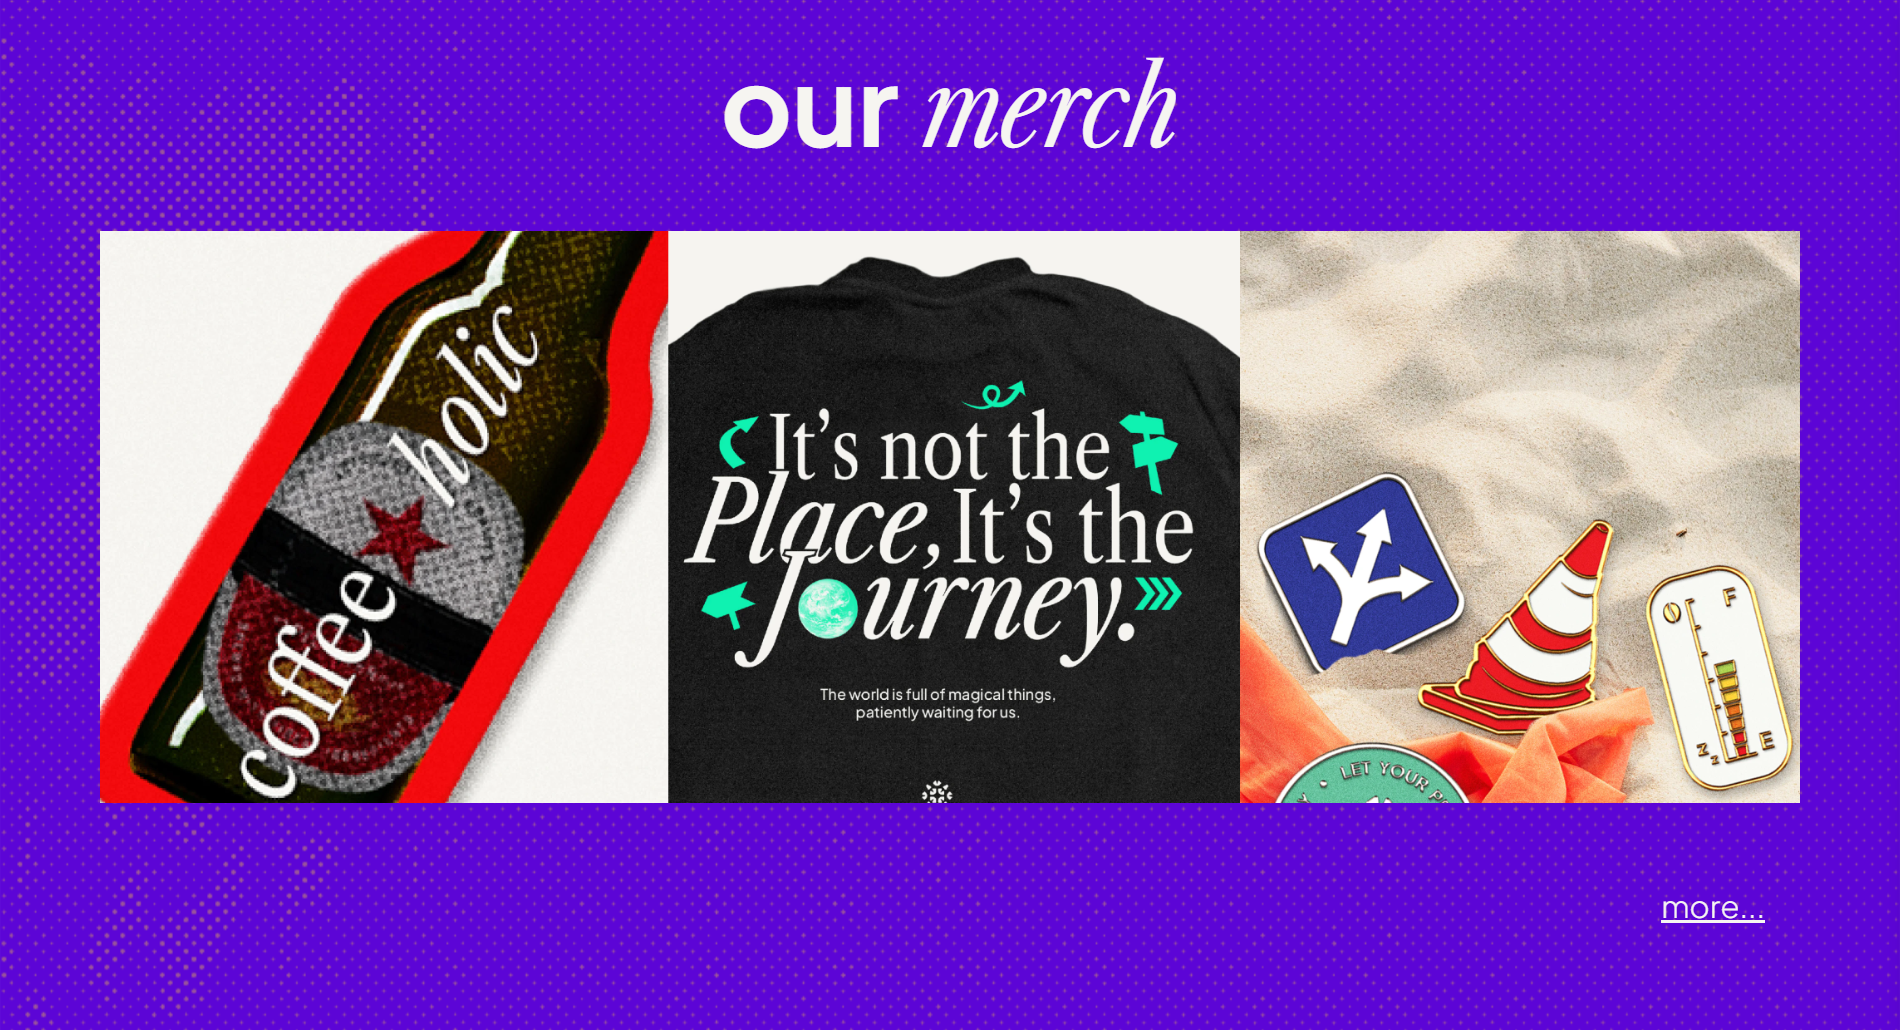 our merch
coffee
holic
It's not the
Place, It's the
Journey.
The world is full of magical things,
patiently waiting for us.
F
E
LET YOUR
more...